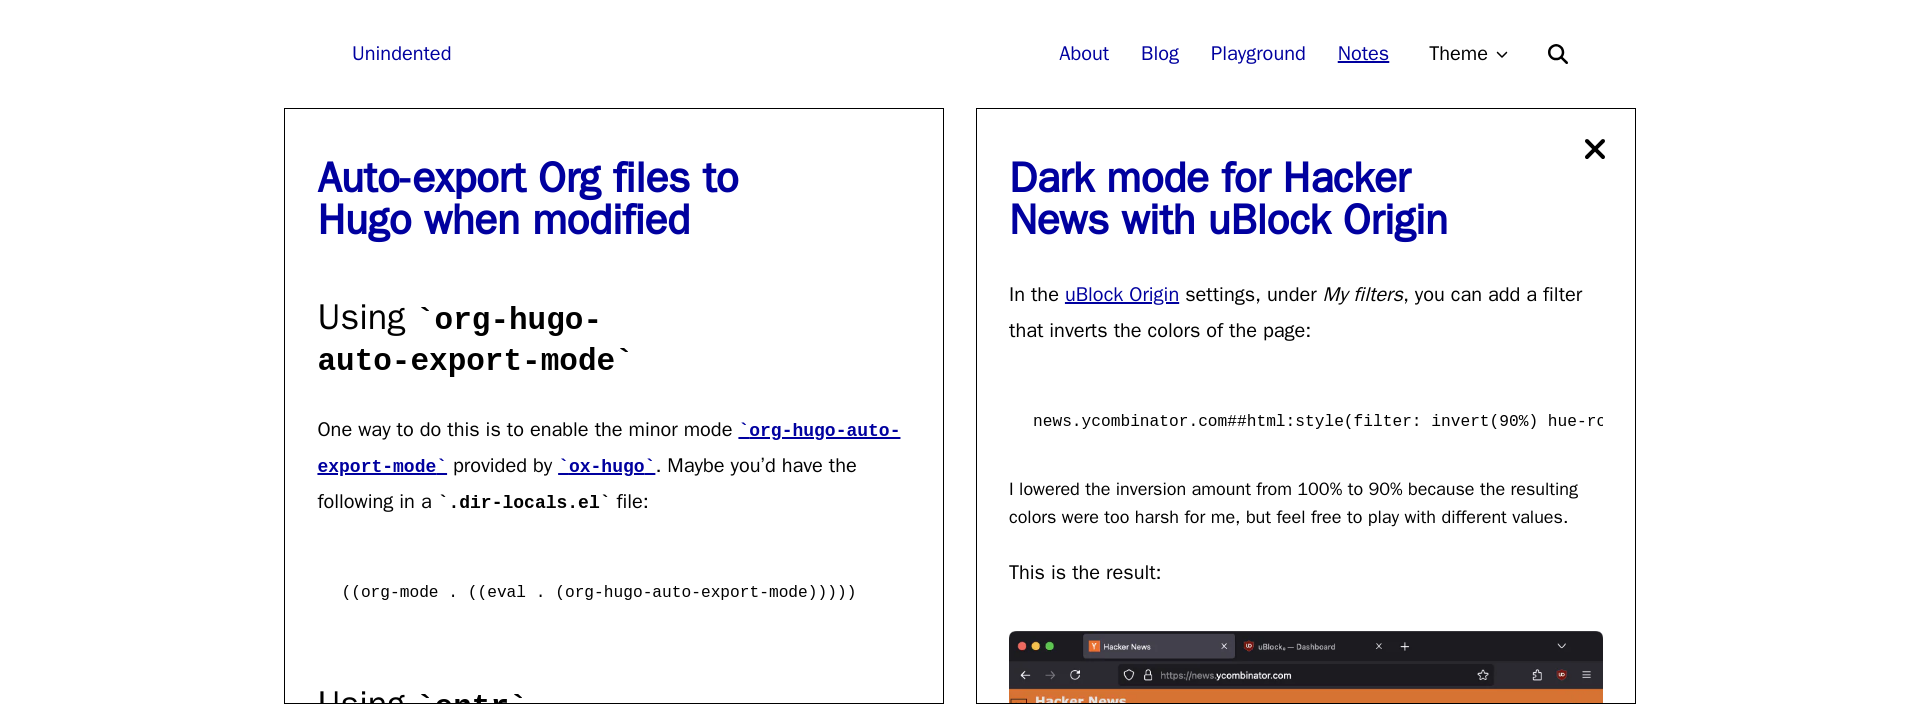 Unindented
About Blog Playground Notes Theme
Auto-export Org files to
Hugo when modified
Using `org-hugo-
auto-export-mode`
One way to do this is to enable the minor mode `org-hugo-auto-
export-mode` provided by `ox-hugo`. Maybe you’d have the
following in a `.dir-locals.el` file:
((org-mode . ((eval . (org-hugo-auto-export-mode)))))
Using `entr`
Dark mode for Hacker
News with uBlock Origin
In the uBlock Origin settings, under My filters, you can add a filter
that inverts the colors of the page:
news.ycombinator.com##html:style(filter: invert(90%) hue-ro
I lowered the inversion amount from 100% to 90% because the resulting
colors were too harsh for me, but feel free to play with different values.
This is the result:
Hacker News
uBlock₀ — Dashboard
https://news.ycombinator.com
Hacker News